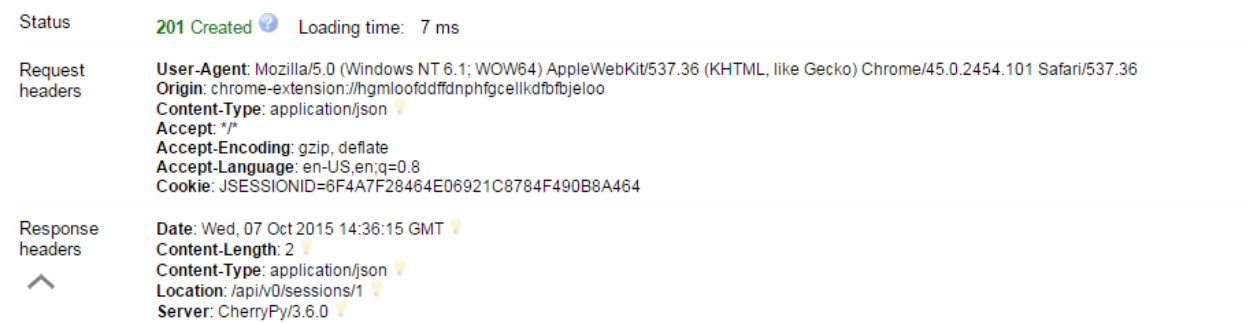 Status 201 Created ? Loading time: 7 ms
Request headers
User-Agent: Mozilla/5.0 (Windows NT 6.1; WOW64) AppleWebKit/537.36 (KHTML, like Gecko) Chrome/45.0.2454.101 Safari/537.36
Origin: chrome-extension://hgmloofddffdnphfgcellkdfbfbjeloo
Content-Type: application/json
Accept: */*
Accept-Encoding: gzip, deflate
Accept-Language: en-US,en;q=0.8
Cookie: JSESSIONID=6F4A7F28464E06921C8784F490B8A464
Response headers
Date: Wed, 07 Oct 2015 14:36:15 GMT
Content-Length: 2
Content-Type: application/json
Location: /api/v0/sessions/1
Server: CherryPy/3.6.0